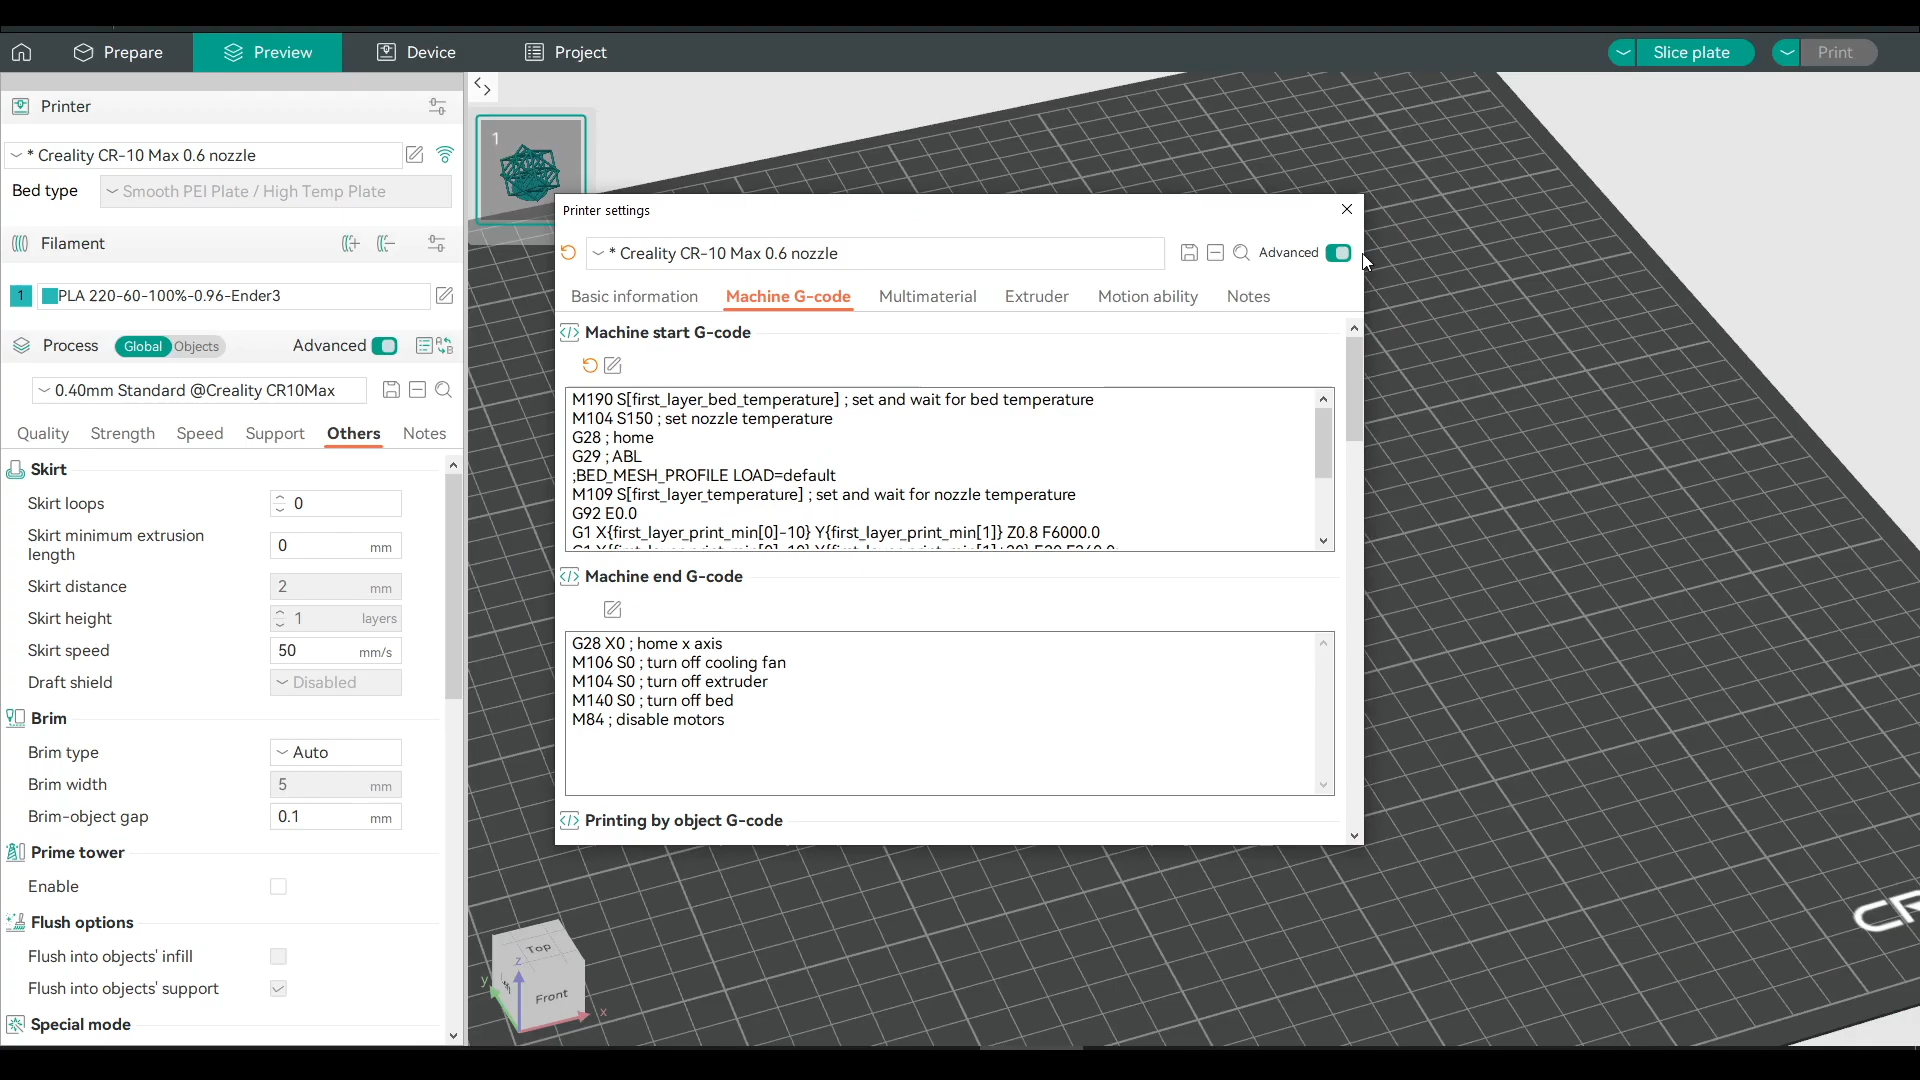 Prepare
Preview
Device
Project
Slice plate
Print
Printer
* Creality CR-10 Max 0.6 nozzle
Bed type
Smooth PEI Plate / High Temp Plate
Filament
1
PLA 220-60-100%-0.96-Ender3
Process
Global
Objects
Advanced
0.40mm Standard @Creality CR10Max
Quality
Strength
Speed
Support
Others
Notes
Skirt
Skirt loops
0
Skirt minimum extrusion
length
0 mm
Skirt distance
2 mm
Skirt height
1 layers
Skirt speed
50 mm/s
Draft shield
Disabled
Brim
Brim type
Auto
Brim width
5 mm
Brim-object gap
0.1 mm
Prime tower
Enable
Flush options
Flush into objects' infill
Flush into objects' support
Special mode
1
Printer settings
* Creality CR-10 Max 0.6 nozzle
Advanced
Basic information
Machine G-code
Multimaterial
Extruder
Motion ability
Notes
Machine start G-code
M190 S[first_layer_bed_temperature] ; set and wait for bed temperature
M104 S150 ; set nozzle temperature
G28 ; home
G29 ; ABL
;BED_MESH_PROFILE LOAD=default
M109 S[first_layer_temperature] ; set and wait for nozzle temperature
G92 E0.0
G1 X{first_layer_print_min[0]-10} Y{first_layer_print_min[1]} Z0.8 F6000.0
Machine end G-code
G28 X0 ; home x axis
M106 S0 ; turn off cooling fan
M104 S0 ; turn off extruder
M140 S0 ; turn off bed
M84 ; disable motors
Printing by object G-code
Top
Front
z
y
x
CR